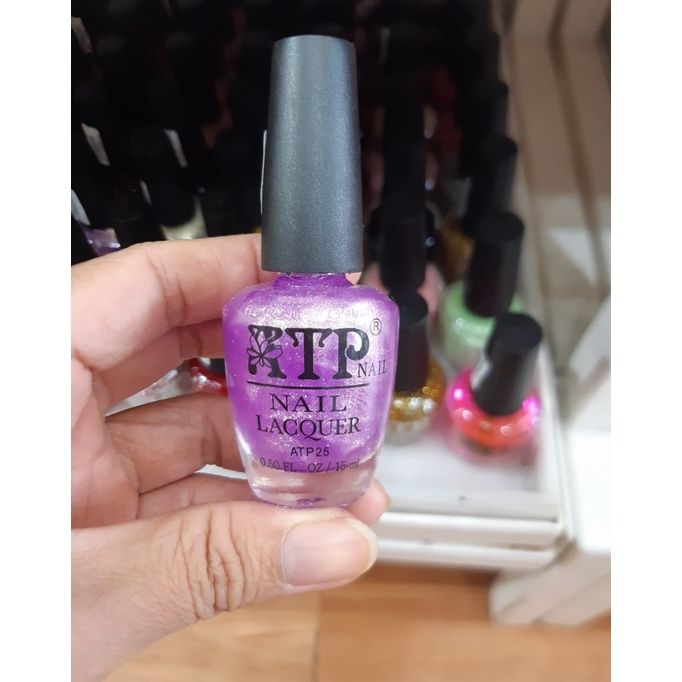 ATP®
NAIL
NAIL
LACQUER
ATP25
0.50 FL. OZ / 15 ml